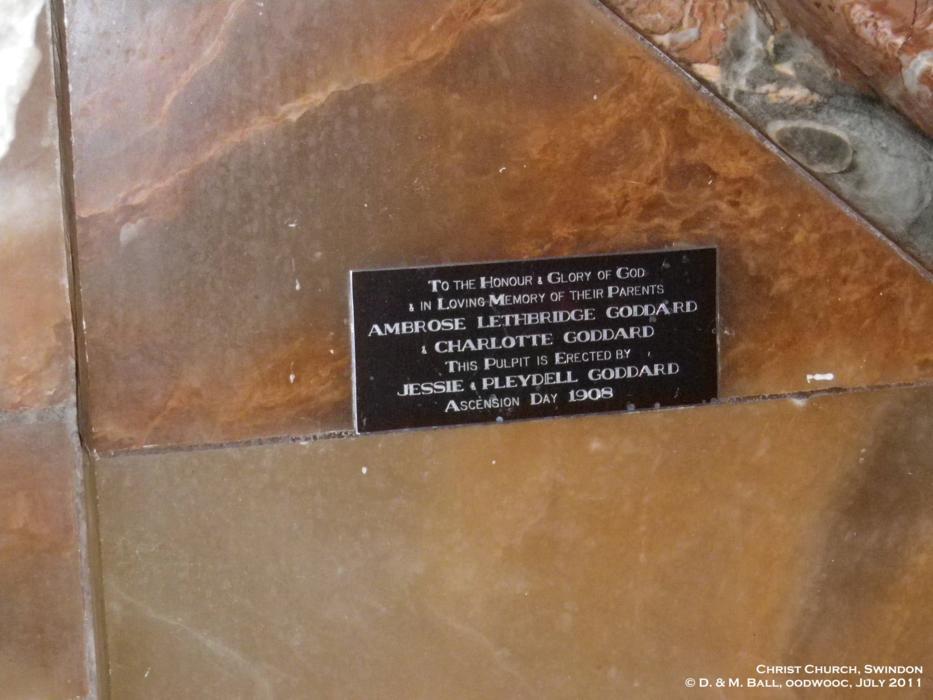 To the Honour & Glory of God
& in Loving Memory of their Parents
AMBROSE LETHBRIDGE GODDARD
& CHARLOTTE GODDARD
This Pulpit is Erected by
JESSIE & PLEYDELL GODDARD
Ascension Day 1908
Christ Church, Swindon
© D. & M. Ball, oodwooc, July 2011